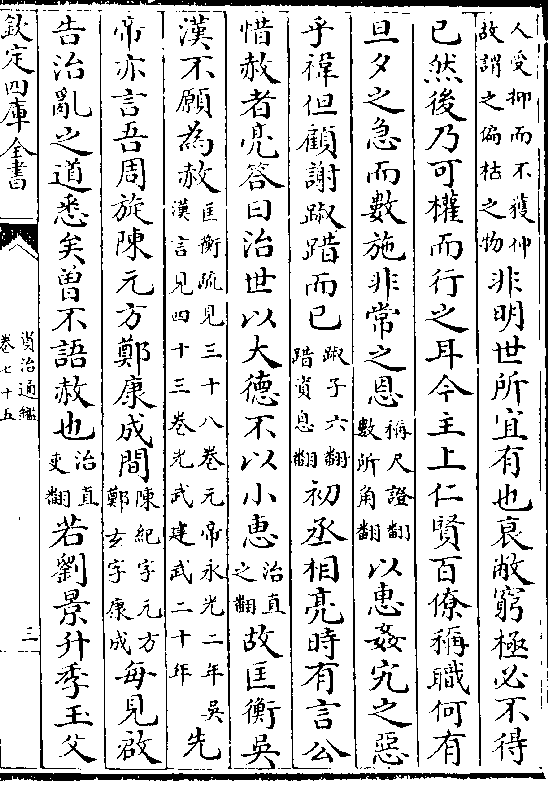 人受抑而不獲伸故謂之偏枯之物非明世所宜有也衰敝窮極必不得
已然後乃可權而行之耳今主上仁賢百僚稱職何有
旦夕之急而數施非常之恩稱尺證翻數所角翻以惠姦宄之惡
乎禕但顧謝踧踖而已踧子六翻踖資息翻初丞相亮時有言公
惜赦者亮答曰治世以大德不以小惠治直之翻故匡衡吳
漢不願為赦匡衡疏見三十八卷元帝永光二年吳漢言見四十三卷光武建武二十年先
帝亦言吾周旋陳元方鄭康成間陳紀字元方鄭玄字康成每見啟
告治亂之道悉矣曾不語赦也治直吏翻若劉景升季玉父
欽定四庫全書
資治通鑑
卷七十五
三